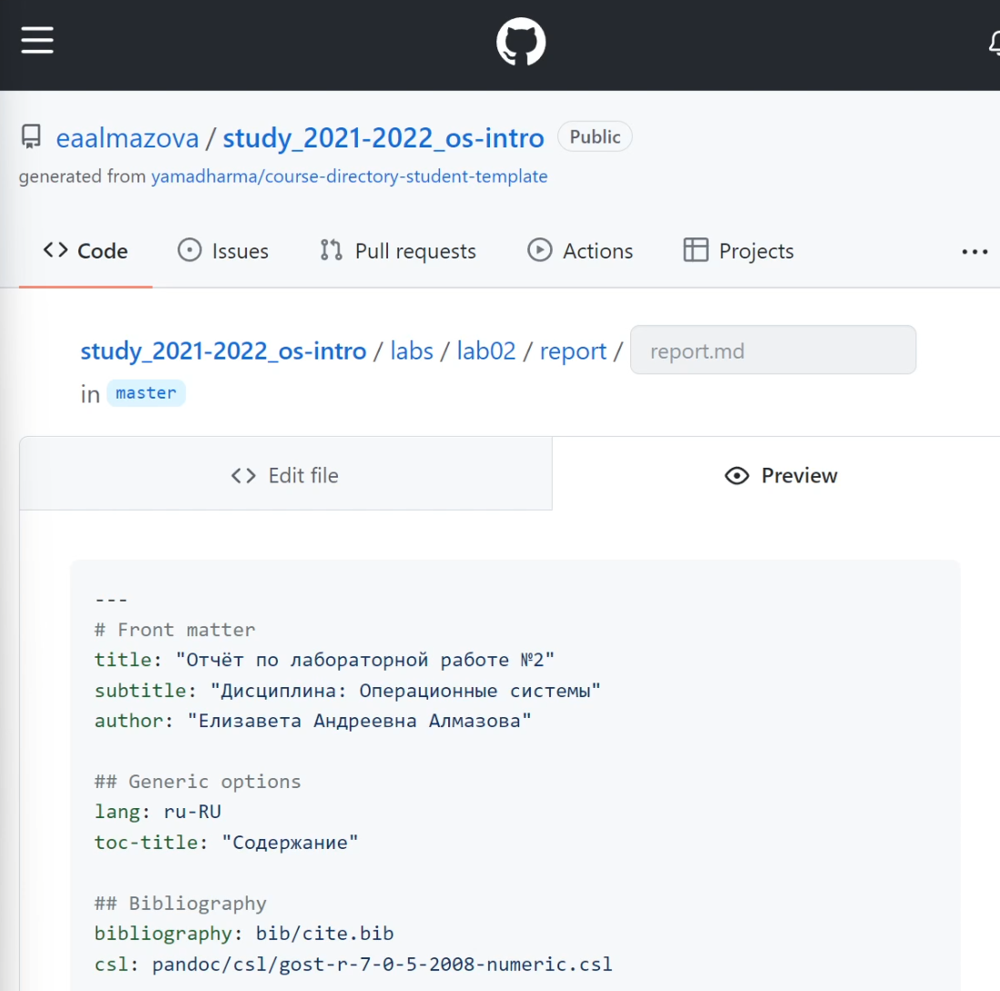 eaalmazova / study_2021-2022_os-intro Public
generated from yamadharma/course-directory-student-template
Code Issues Pull requests Actions Projects ...
study_2021-2022_os-intro / labs / lab02 / report / report.md
in master
Edit file Preview
---
# Front matter
title: "Отчёт по лабораторной работе №2"
subtitle: "Дисциплина: Операционные системы"
author: "Елизавета Андреевна Алмазова"
## Generic options
lang: ru-RU
toc-title: "Содержание"
## Bibliography
bibliography: bib/cite.bib
csl: pandoc/csl/gost-r-7-0-5-2008-numeric.csl